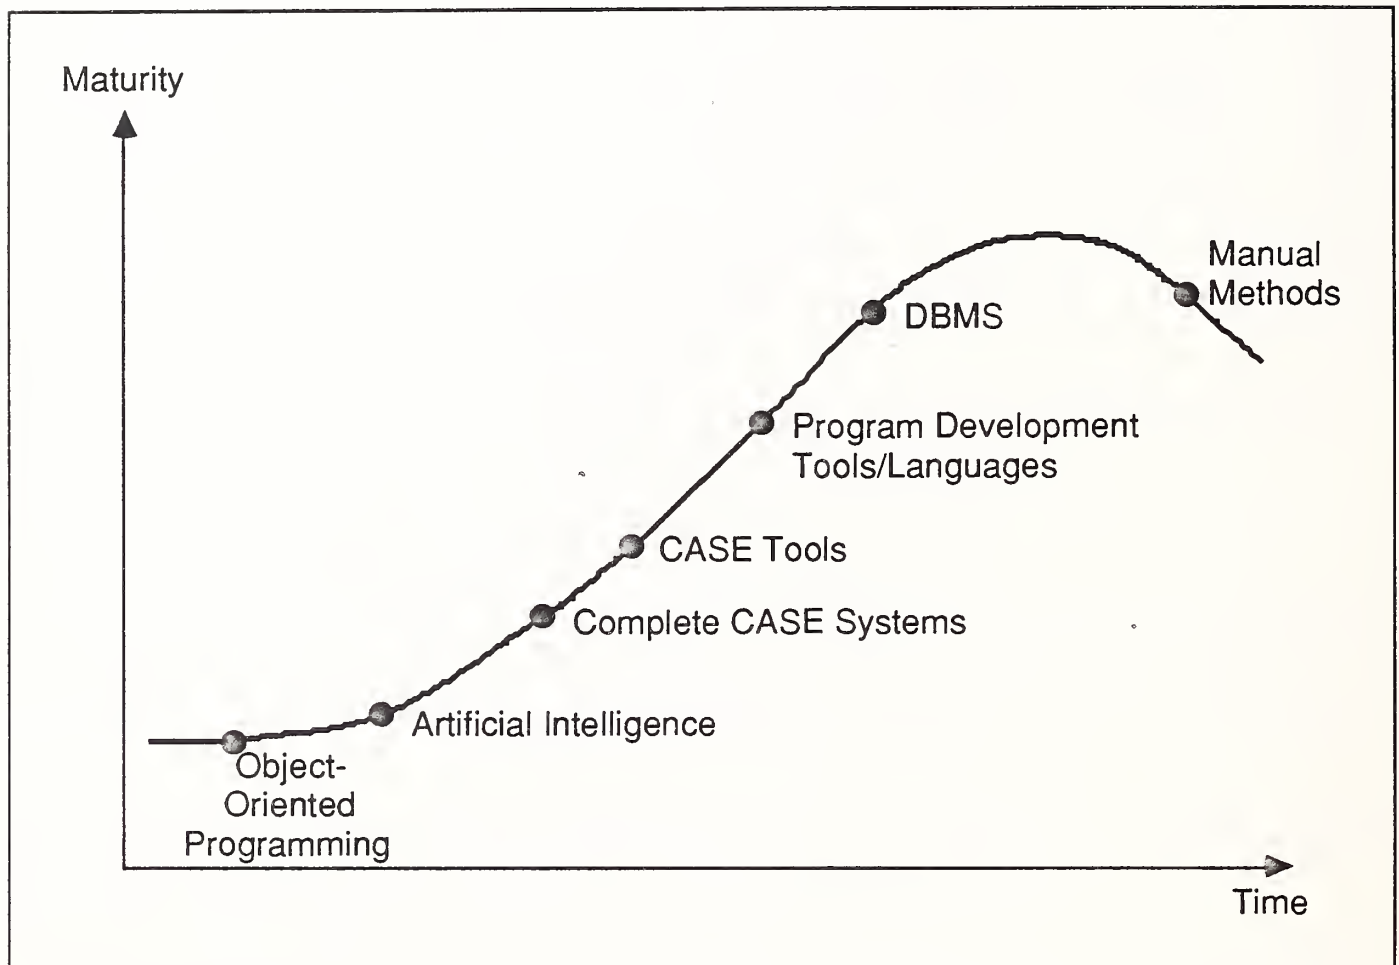 Maturity
Manual
Methods
DBMS
Program Development
Tools/Languages
CASE Tools
Complete CASE Systems
Artificial Intelligence
Object-
Oriented
Programming
Time